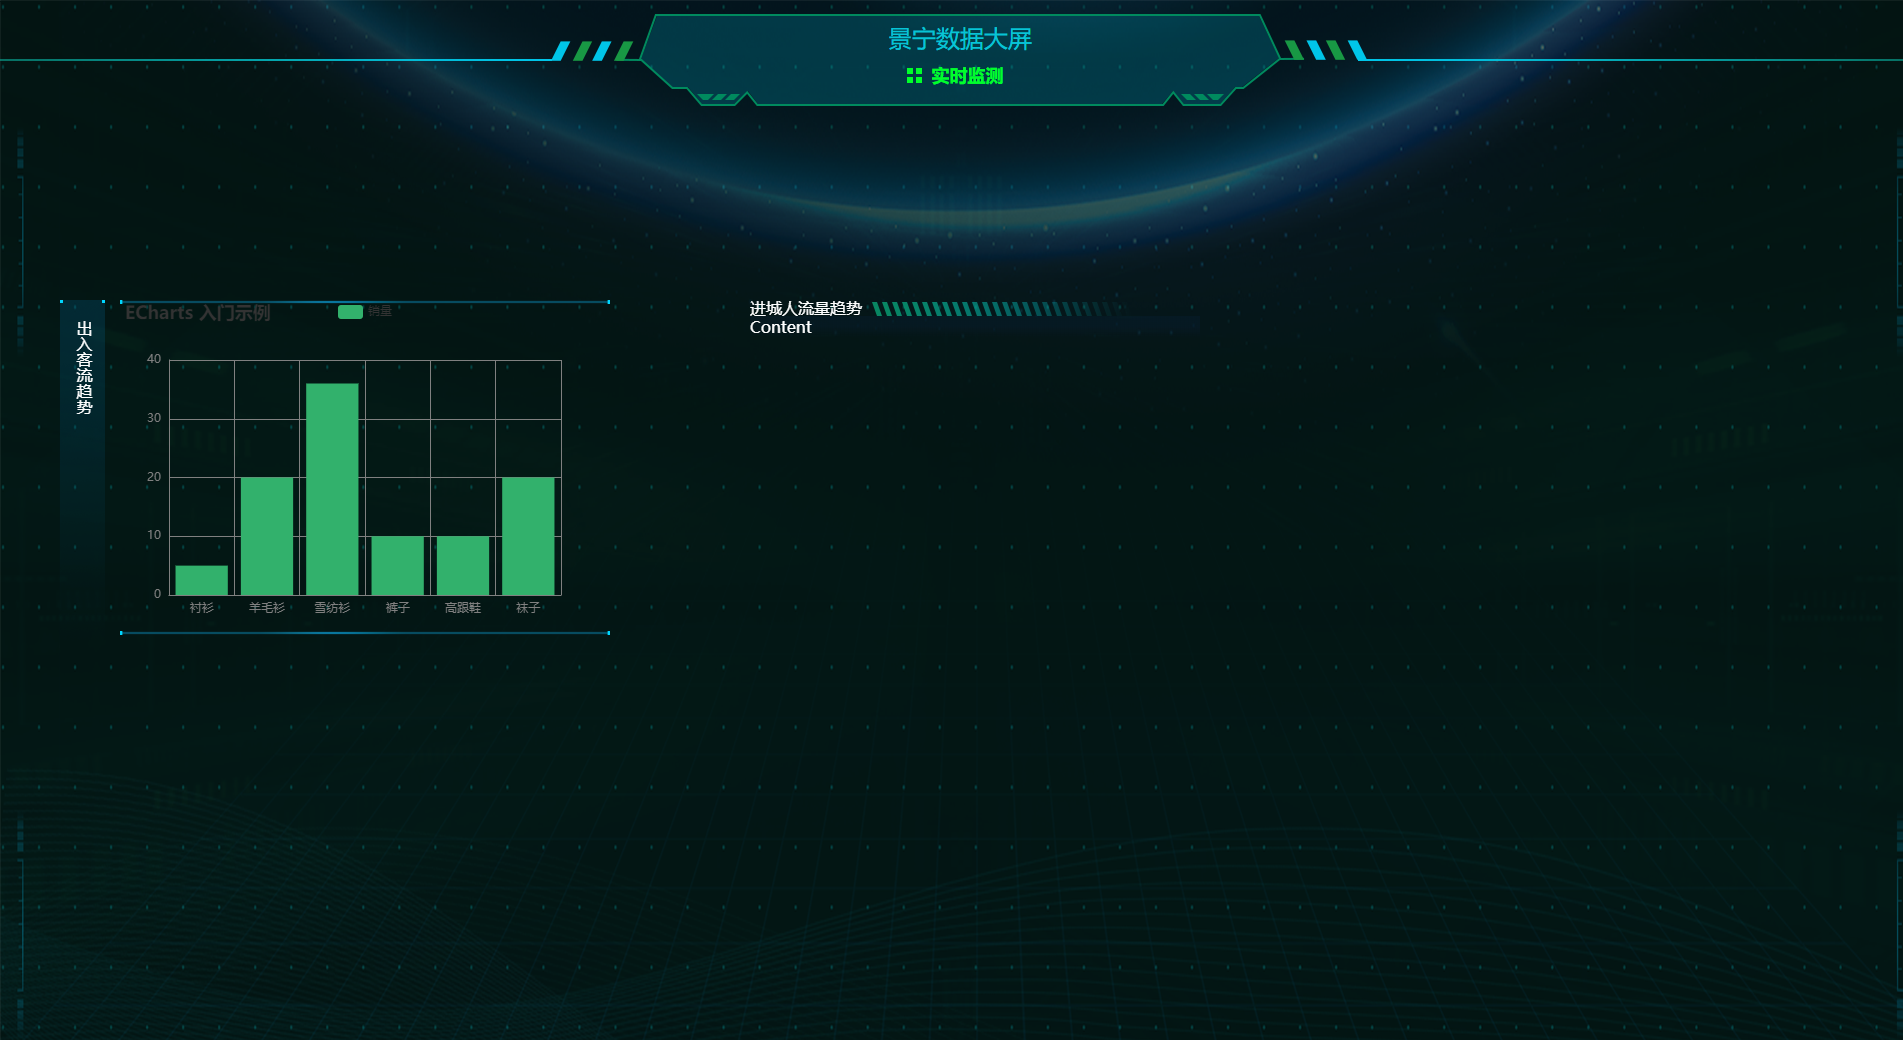 景宁数据大屏
实时监测
出入客流趋势
ECharts 入门示例
销量
40
30
20
10
0
衬衫 羊毛衫 雪纺衫 裤子 高跟鞋 袜子
进城人流量趋势
Content